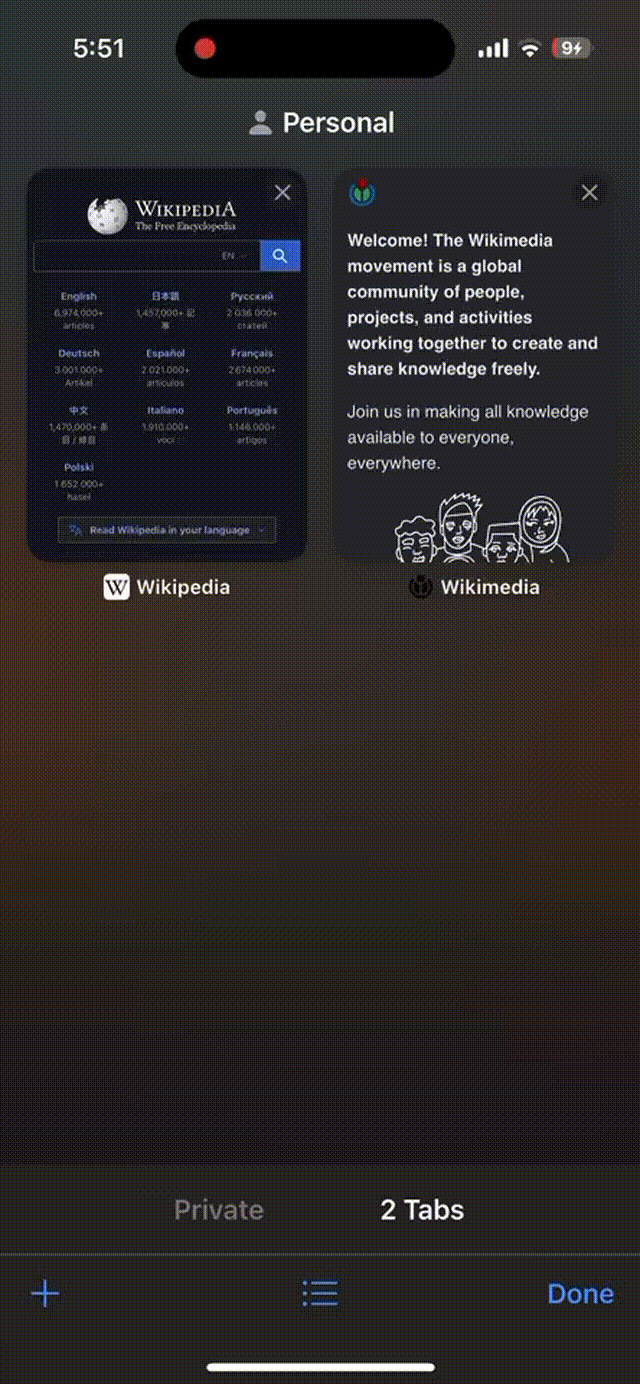 5:51
9
Personal
WIKIPEDIA
The Free Encyclopedia
EN
English
6,974,000+
articles
日本語
1,457,000+ 記
事
Русский
2 036 000+
статей
Deutsch
3.001.000+
Artikel
Español
2.021.000+
artículos
Français
2 674 000+
articles
中文
1,470,000+ 条
目 / 條目
Italiano
1.910.000+
voci
Português
1.146.000+
artigos
Polski
1 652 000+
haseł
Read Wikipedia in your language
W Wikipedia
Welcome! The Wikimedia
movement is a global
community of people,
projects, and activities
working together to create and
share knowledge freely.
Join us in making all knowledge
available to everyone,
everywhere.
Wikimedia
Private
2 Tabs
Done